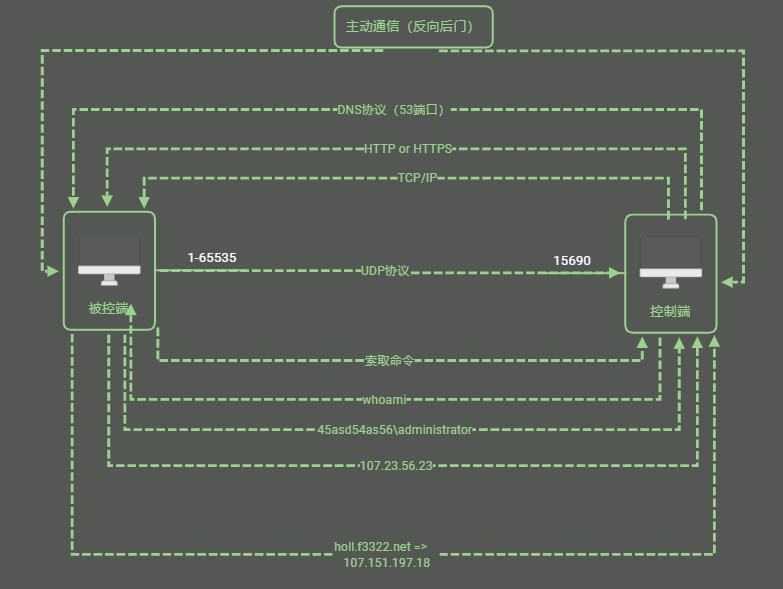 主动通信（反向后门）
DNS协议（53端口）
HTTP or HTTPS
TCP/IP
1-65535
15690
UDP协议
被控端
控制端
索取命令
whoami
45asd54as56\administrator
107.23.56.23
holl.f3322.net =>
107.151.197.18